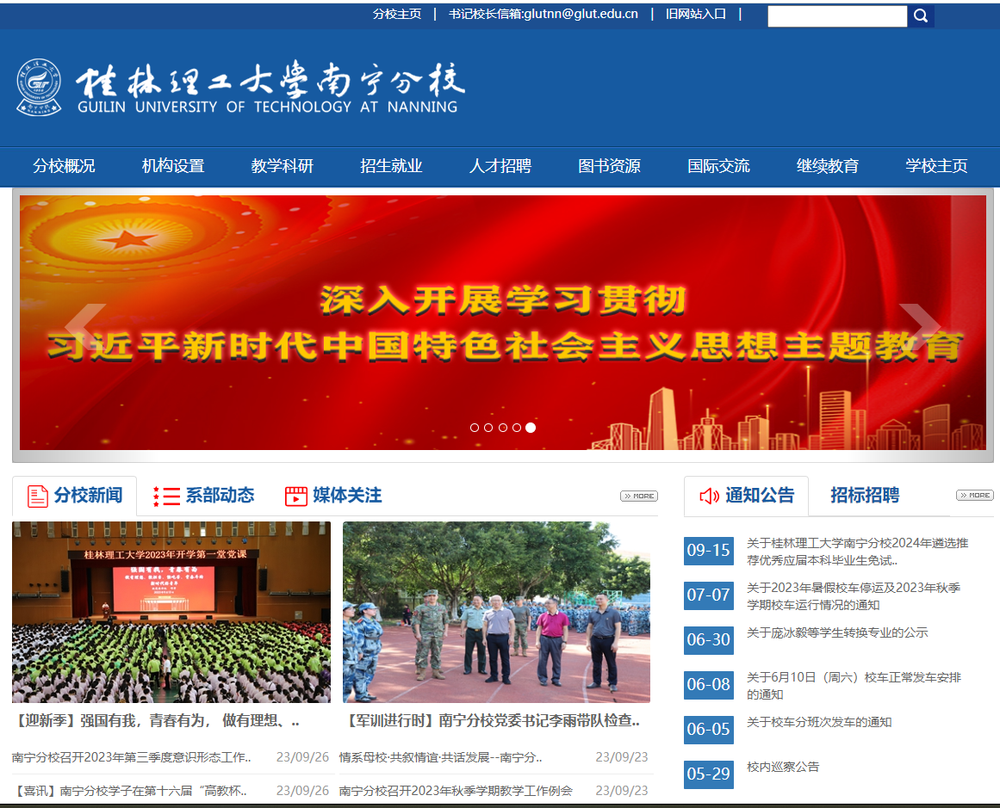 分校主页 | 书记校长信箱:glutnn@glut.edu.cn | 旧网站入口 |
桂林理工大学南宁分校
GUILIN UNIVERSITY OF TECHNOLOGY AT NANNING
分校概况 机构设置 教学科研 招生就业 人才招聘 图书资源 国际交流 继续教育 学校主页
深入开展学习贯彻
习近平新时代中国特色社会主义思想主题教育
分校新闻 系部动态 媒体关注 >> MORE
桂林理工大学2023年开学第一堂党课
强国有我，青春有为
【迎新季】强国有我，青春有为， 做有理想、..
【军训进行时】南宁分校党委书记李雨带队检查..
南宁分校召开2023年第三季度意识形态工作.. 23/09/26
情系母校·共叙情谊·共话发展--南宁分.. 23/09/23
【喜讯】南宁分校学子在第十六届“高教杯.. 23/09/26
南宁分校召开2023年秋季学期教学工作例会 23/09/23
通知公告 招标招聘 >> MORE
09-15 关于桂林理工大学南宁分校2024年遴选推
荐优秀应届本科毕业生免试..
07-07 关于2023年暑假校车停运及2023年秋季
学期校车运行情况的通知
06-30 关于庞冰毅等学生转换专业的公示
06-08 关于6月10日（周六）校车正常发车安排
的通知
06-05 关于校车分班次发车的通知
05-29 校内巡察公告